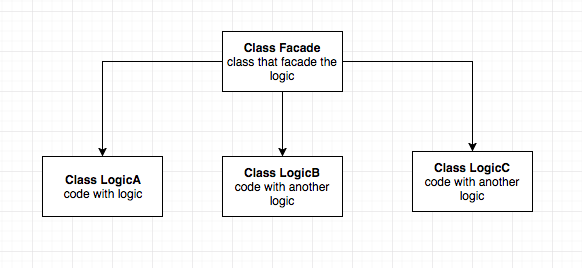 Class Facade
class that facade the
logic
Class LogicA
code with logic
Class LogicB
code with another
logic
Class LogicC
code with another
logic